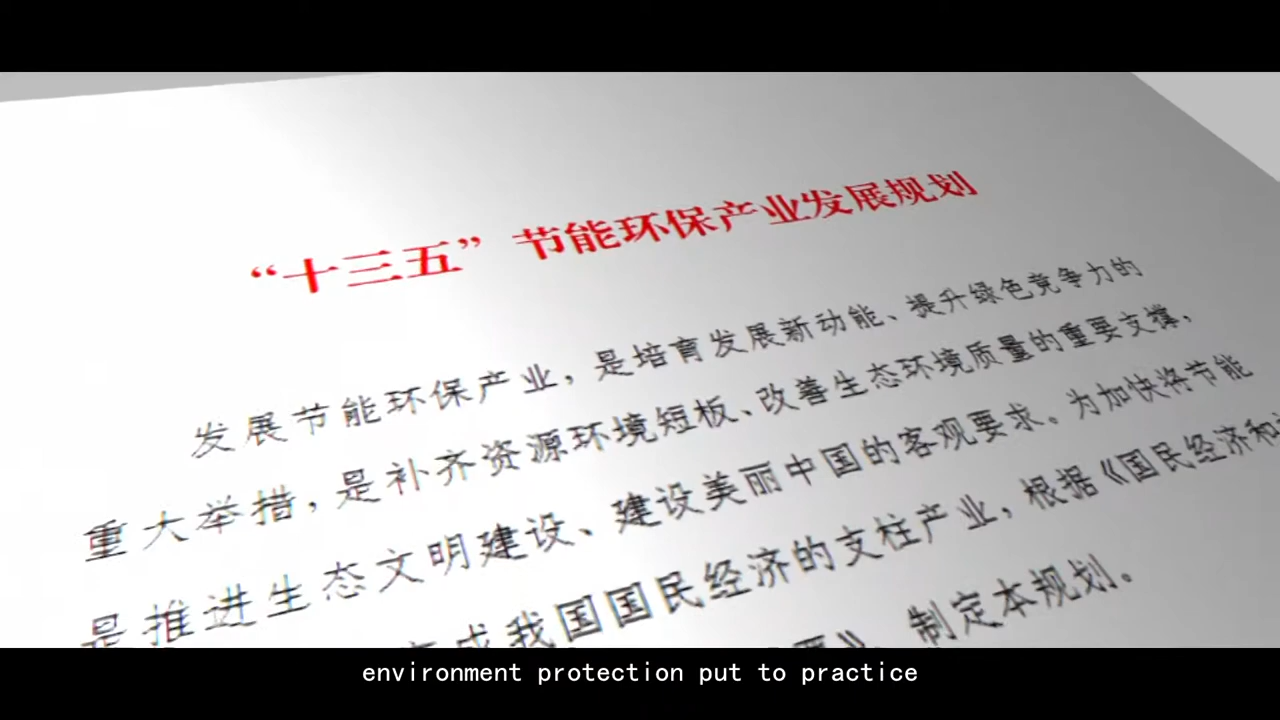 “十三五”节能环保产业发展规划
发展节能环保产业，是培育发展新动能、提升绿色竞争力的
重大举措，是补齐资源环境短板、改善生态环境质量的重要支撑，
是推进生态文明建设、建设美丽中国的客观要求。为加快将节能
成我国国民经济的支柱产业，根据《国民经济和
要》，制定本规划。
environment protection put to practice